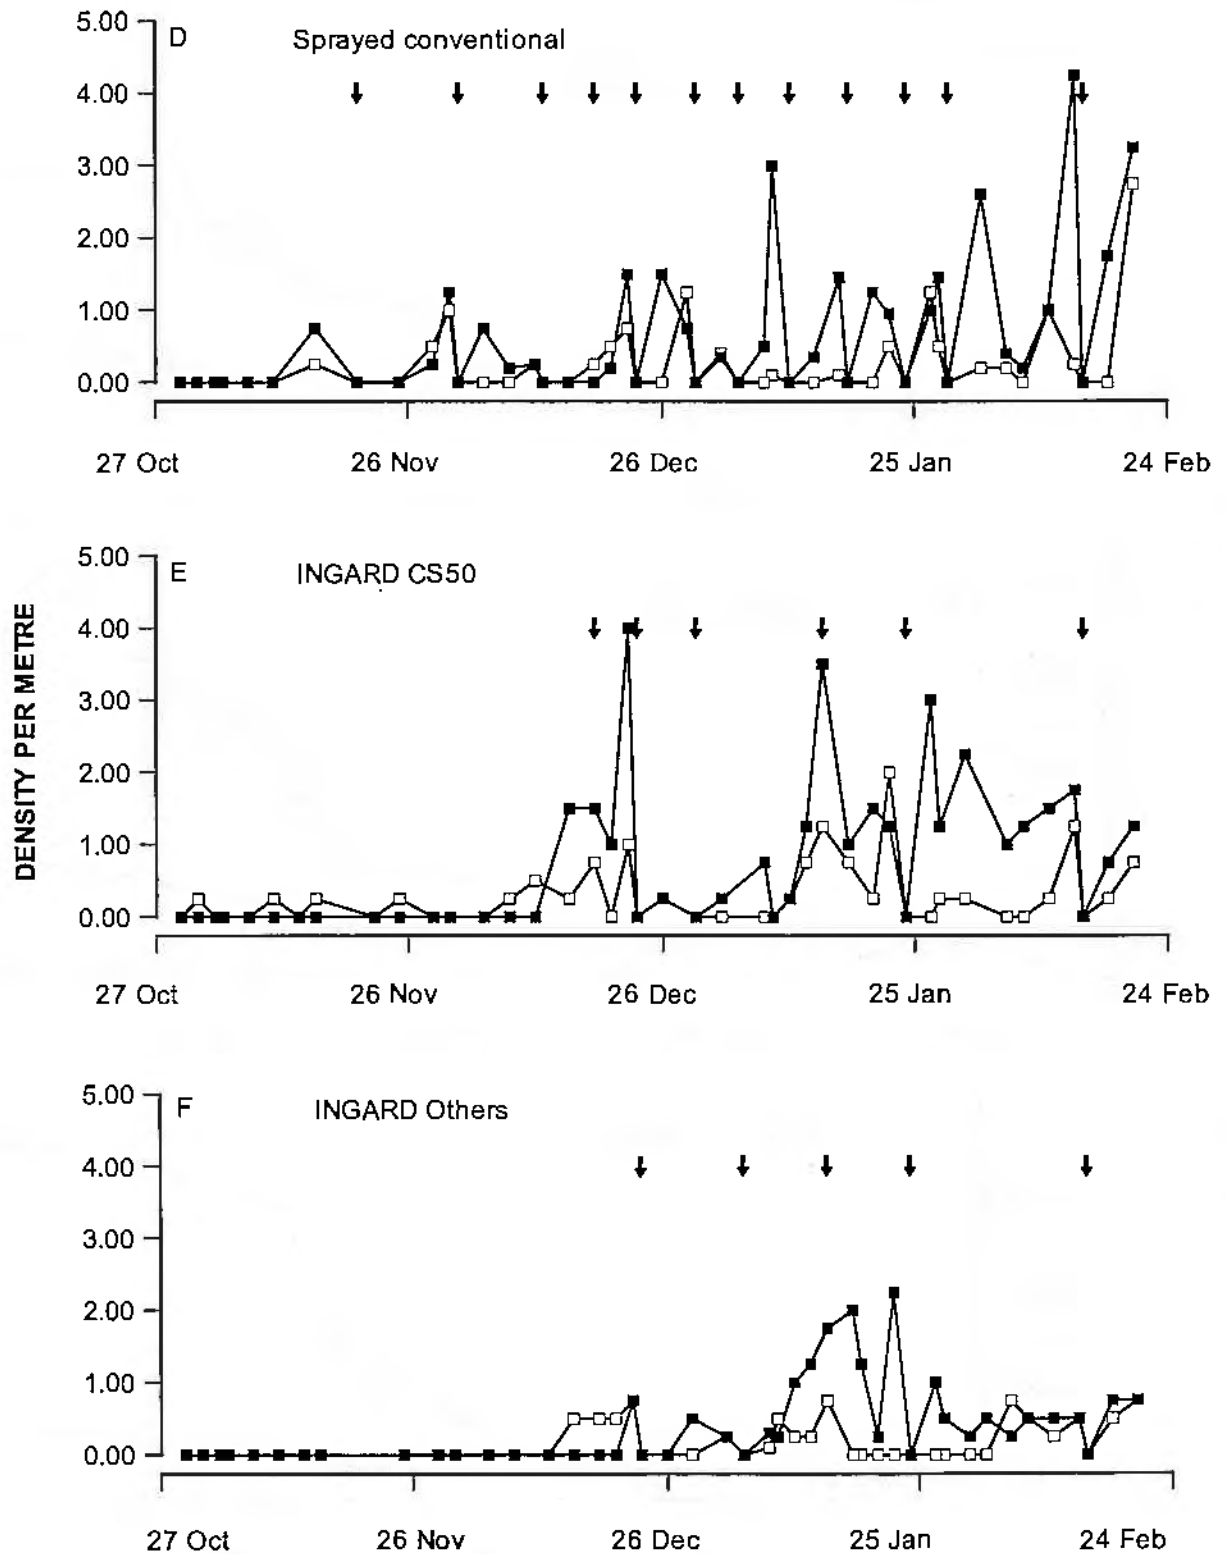 5.00
D
Sprayed conventional
4.00
3.00
2.00
1.00
0.00
27 Oct
26 Nov
26 Dec
25 Jan
24 Feb
DENSITY PER METRE
5.00
E
INGARD CS50
4.00
3.00
2.00
1.00
0.00
27 Oct
26 Nov
26 Dec
25 Jan
24 Feb
5.00
F
INGARD Others
4.00
3.00
2.00
1.00
0.00
27 Oct
26 Nov
26 Dec
25 Jan
24 Feb